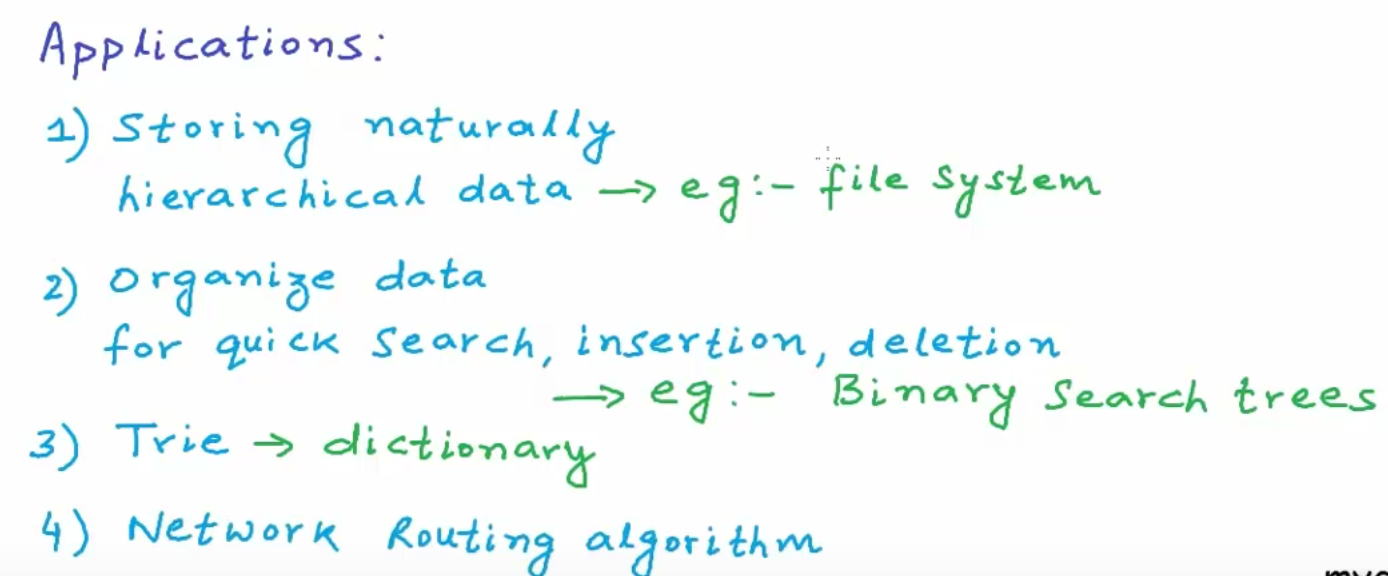 Applications:
1) Storing naturally
hierarchical data → eg:- file system
2) Organize data
for quick search, insertion, deletion
→ eg:- Binary Search trees
3) Trie → dictionary
4) Network Routing algorithm